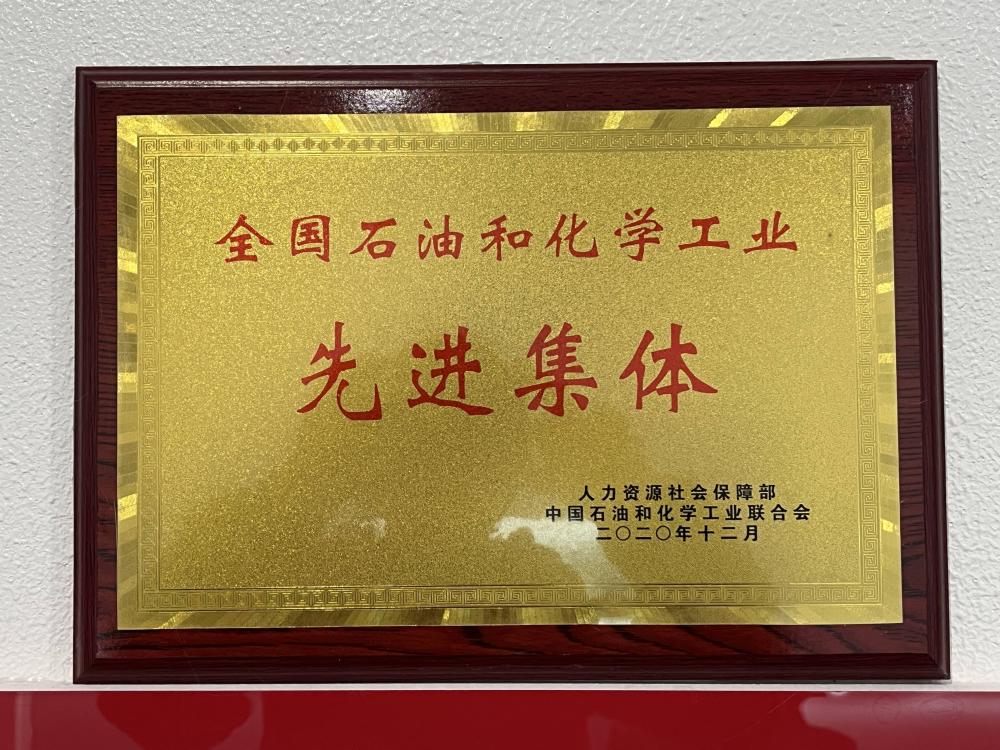 全国石油和化学工业
先进集体
人力资源社会保障部
中国石油和化学工业联合会
二〇二〇年十二月